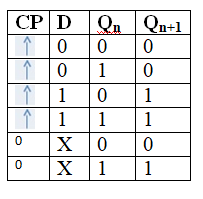 CP D Qn Qn+1
↑ 0 0 0
↑ 0 1 0
↑ 1 0 1
↑ 1 1 1
0 X 0 0
0 X 1 1